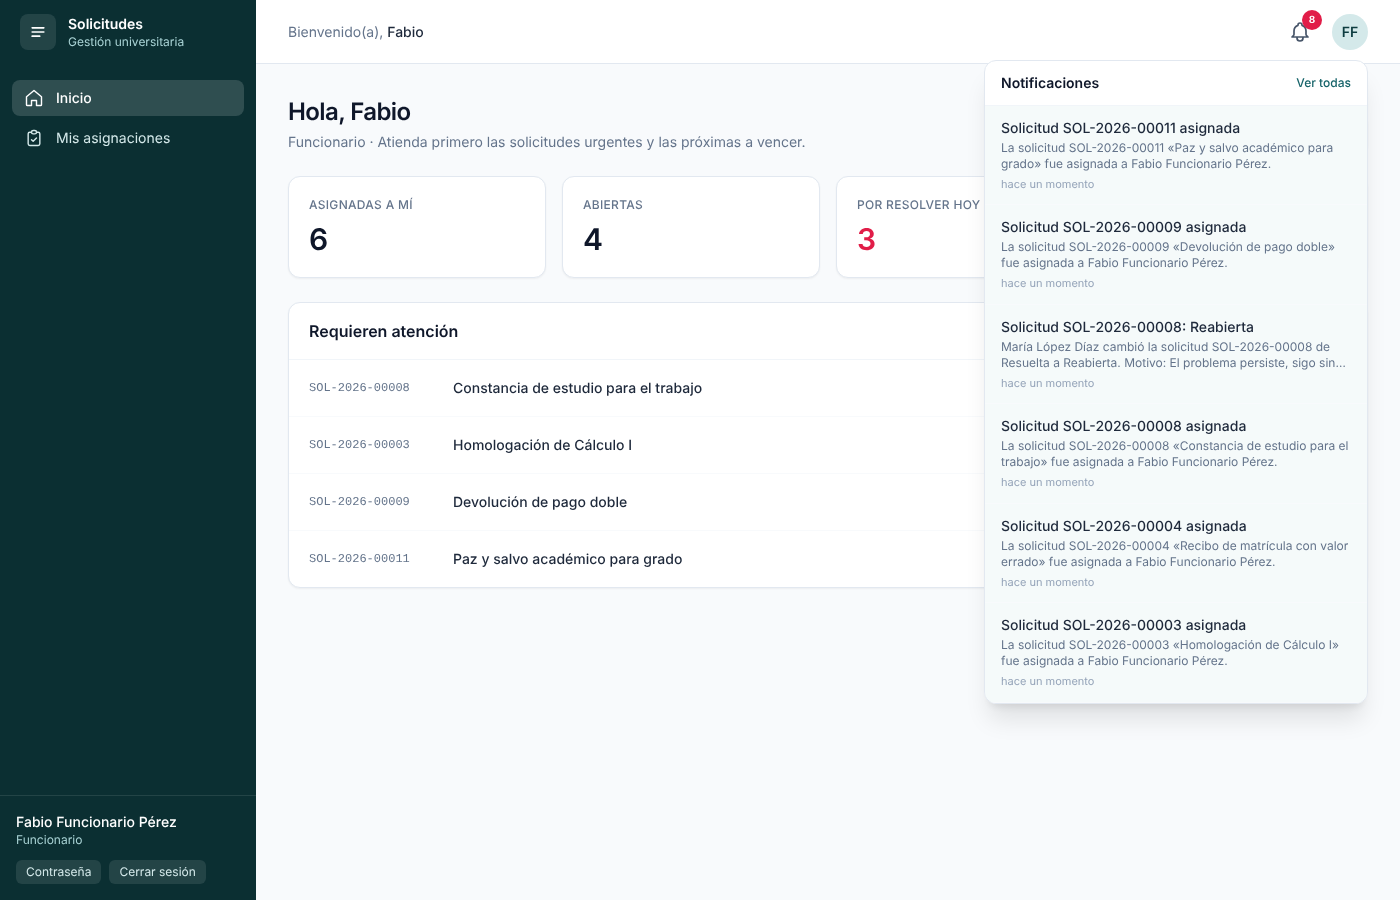 Solicitudes
Gestión universitaria
Inicio
Mis asignaciones
Fabio Funcionario Pérez
Funcionario
Contraseña
Cerrar sesión
Bienvenido(a), Fabio
8
FF
Hola, Fabio
Funcionario · Atienda primero las solicitudes urgentes y las próximas a vencer.
ASIGNADAS A MÍ
6
ABIERTAS
4
POR RESOLVER HOY
3
Requieren atención
SOL-2026-00008 Constancia de estudio para el trabajo
SOL-2026-00003 Homologación de Cálculo I
SOL-2026-00009 Devolución de pago doble
SOL-2026-00011 Paz y salvo académico para grado
Notificaciones
Ver todas
Solicitud SOL-2026-00011 asignada
La solicitud SOL-2026-00011 «Paz y salvo académico para
grado» fue asignada a Fabio Funcionario Pérez.
hace un momento
Solicitud SOL-2026-00009 asignada
La solicitud SOL-2026-00009 «Devolución de pago doble»
fue asignada a Fabio Funcionario Pérez.
hace un momento
Solicitud SOL-2026-00008: Reabierta
María López Díaz cambió la solicitud SOL-2026-00008 de
Resuelta a Reabierta. Motivo: El problema persiste, sigo sin...
hace un momento
Solicitud SOL-2026-00008 asignada
La solicitud SOL-2026-00008 «Constancia de estudio para el
trabajo» fue asignada a Fabio Funcionario Pérez.
hace un momento
Solicitud SOL-2026-00004 asignada
La solicitud SOL-2026-00004 «Recibo de matrícula con valor
errado» fue asignada a Fabio Funcionario Pérez.
hace un momento
Solicitud SOL-2026-00003 asignada
La solicitud SOL-2026-00003 «Homologación de Cálculo I»
fue asignada a Fabio Funcionario Pérez.
hace un momento